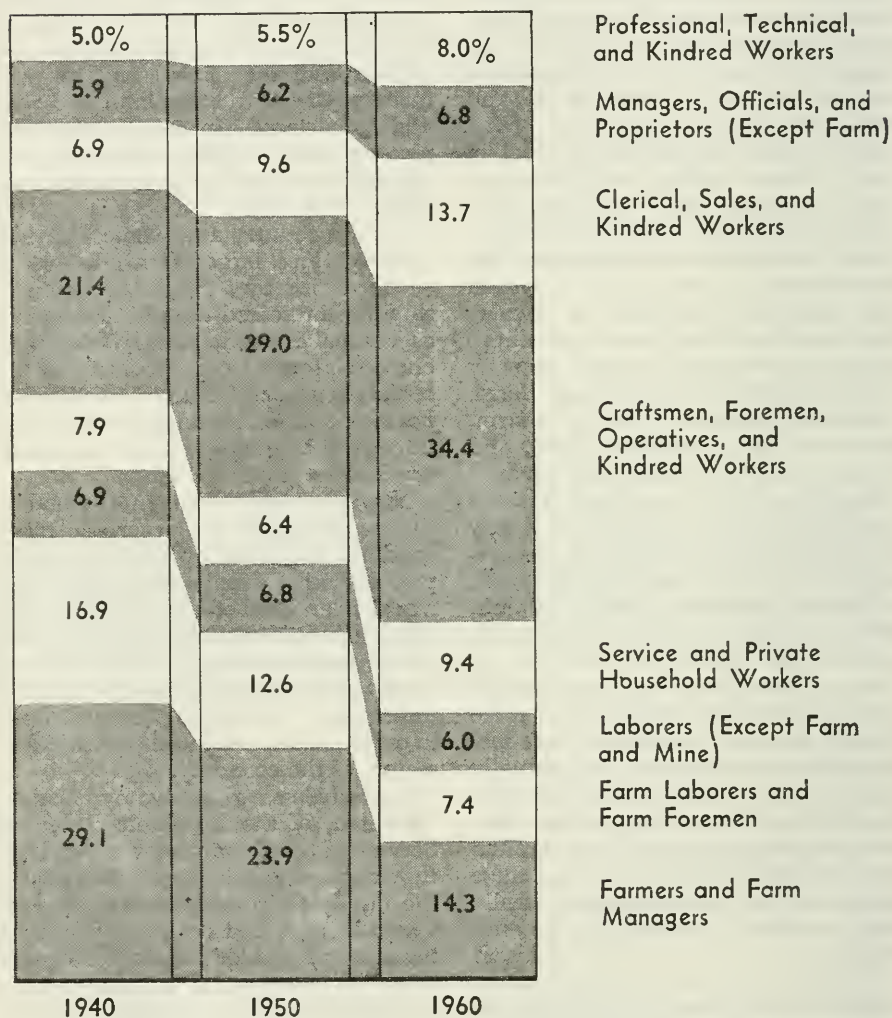 5.0% 5.5% 8.0% Professional, Technical,
and Kindred Workers
5.9 6.2 6.8 Managers, Officials, and
Proprietors (Except Farm)
6.9 9.6 13.7 Clerical, Sales, and
Kindred Workers
21.4 29.0 34.4 Craftsmen, Foremen,
Operatives, and
Kindred Workers
7.9 6.4 9.4 Service and Private
Household Workers
6.9 6.8 6.0 Laborers (Except Farm
and Mine)
16.9 12.6 7.4 Farm Laborers and
Farm Foremen
29.1 23.9 14.3 Farmers and Farm
Managers
1940 1950 1960